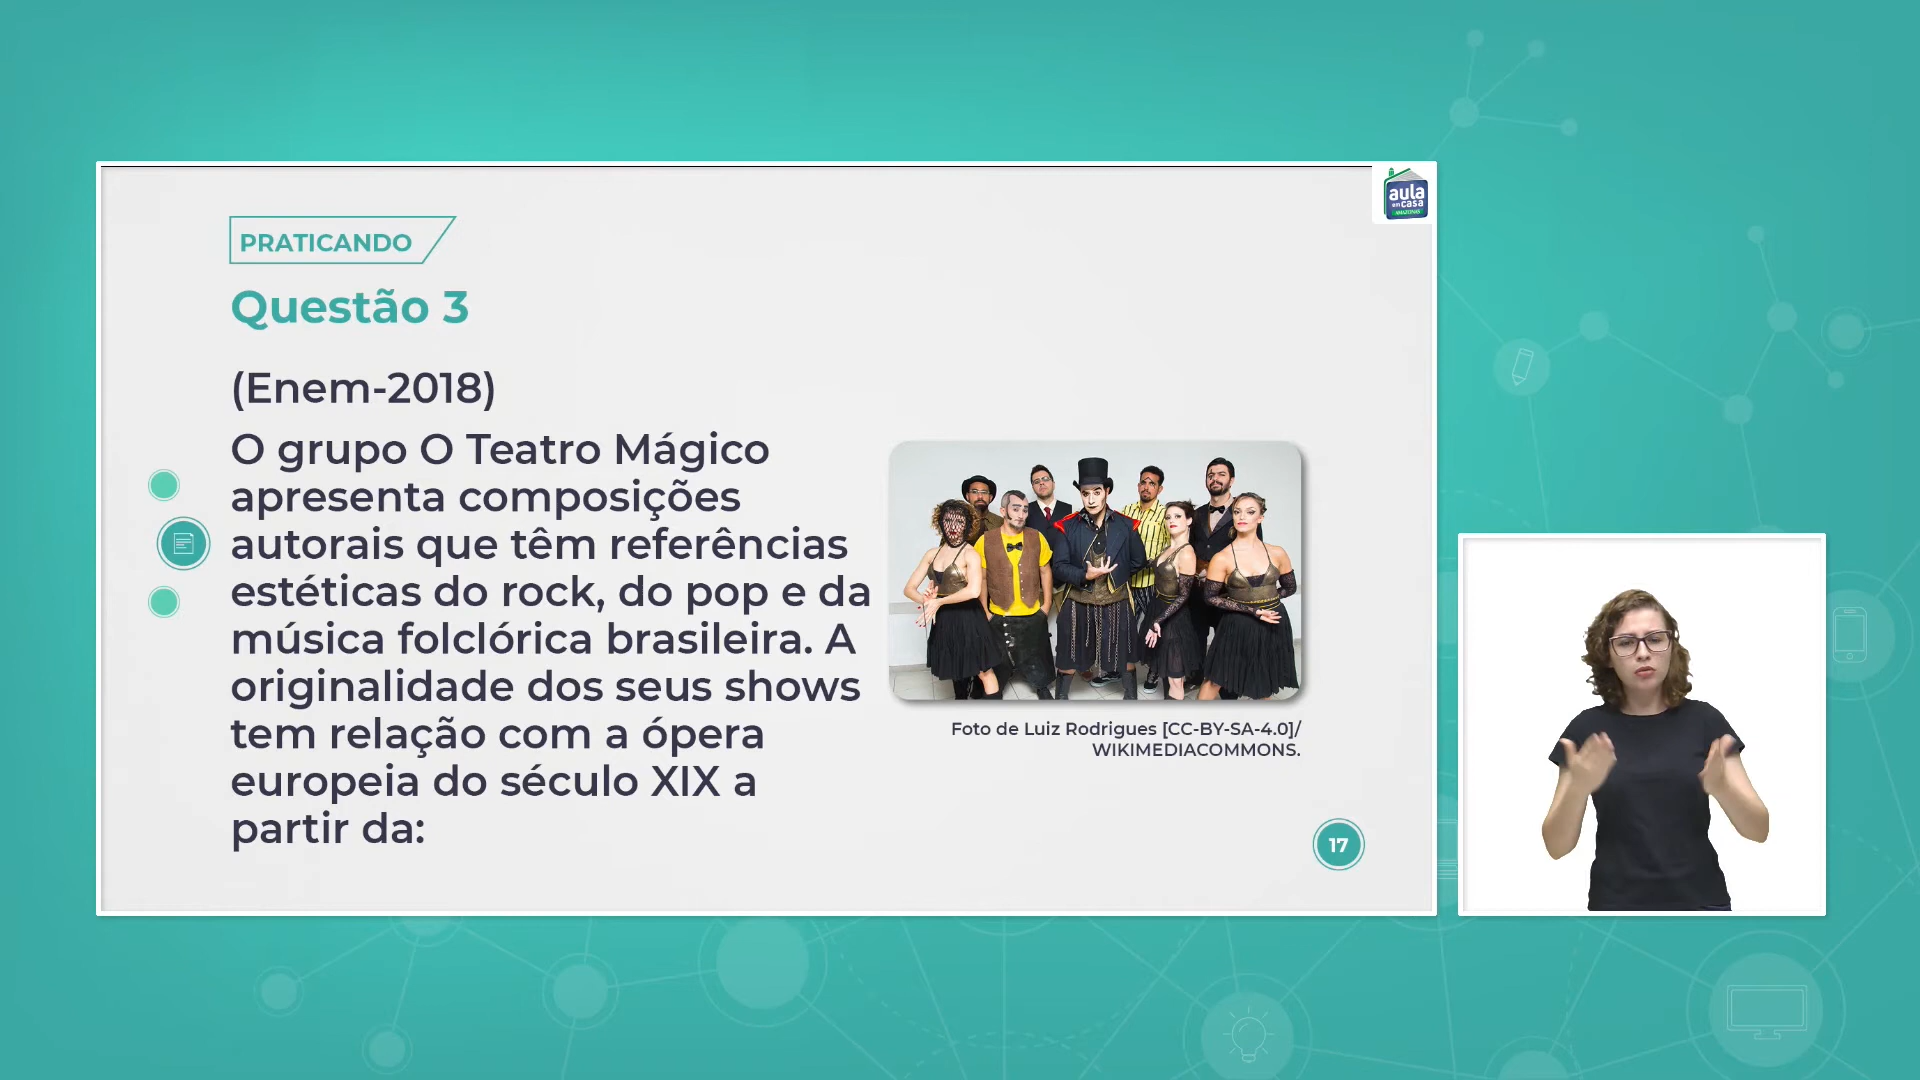 aula
em casa
AMAZONAS
PRATICANDO
Questão 3
(Enem-2018)
O grupo O Teatro Mágico
apresenta composições
autorais que têm referências
estéticas do rock, do pop e da
música folclórica brasileira. A
originalidade dos seus shows
tem relação com a ópera
europeia do século XIX a
partir da:
Foto de Luiz Rodrigues [CC-BY-SA-4.0]/
WIKIMEDIACOMMONS.
17